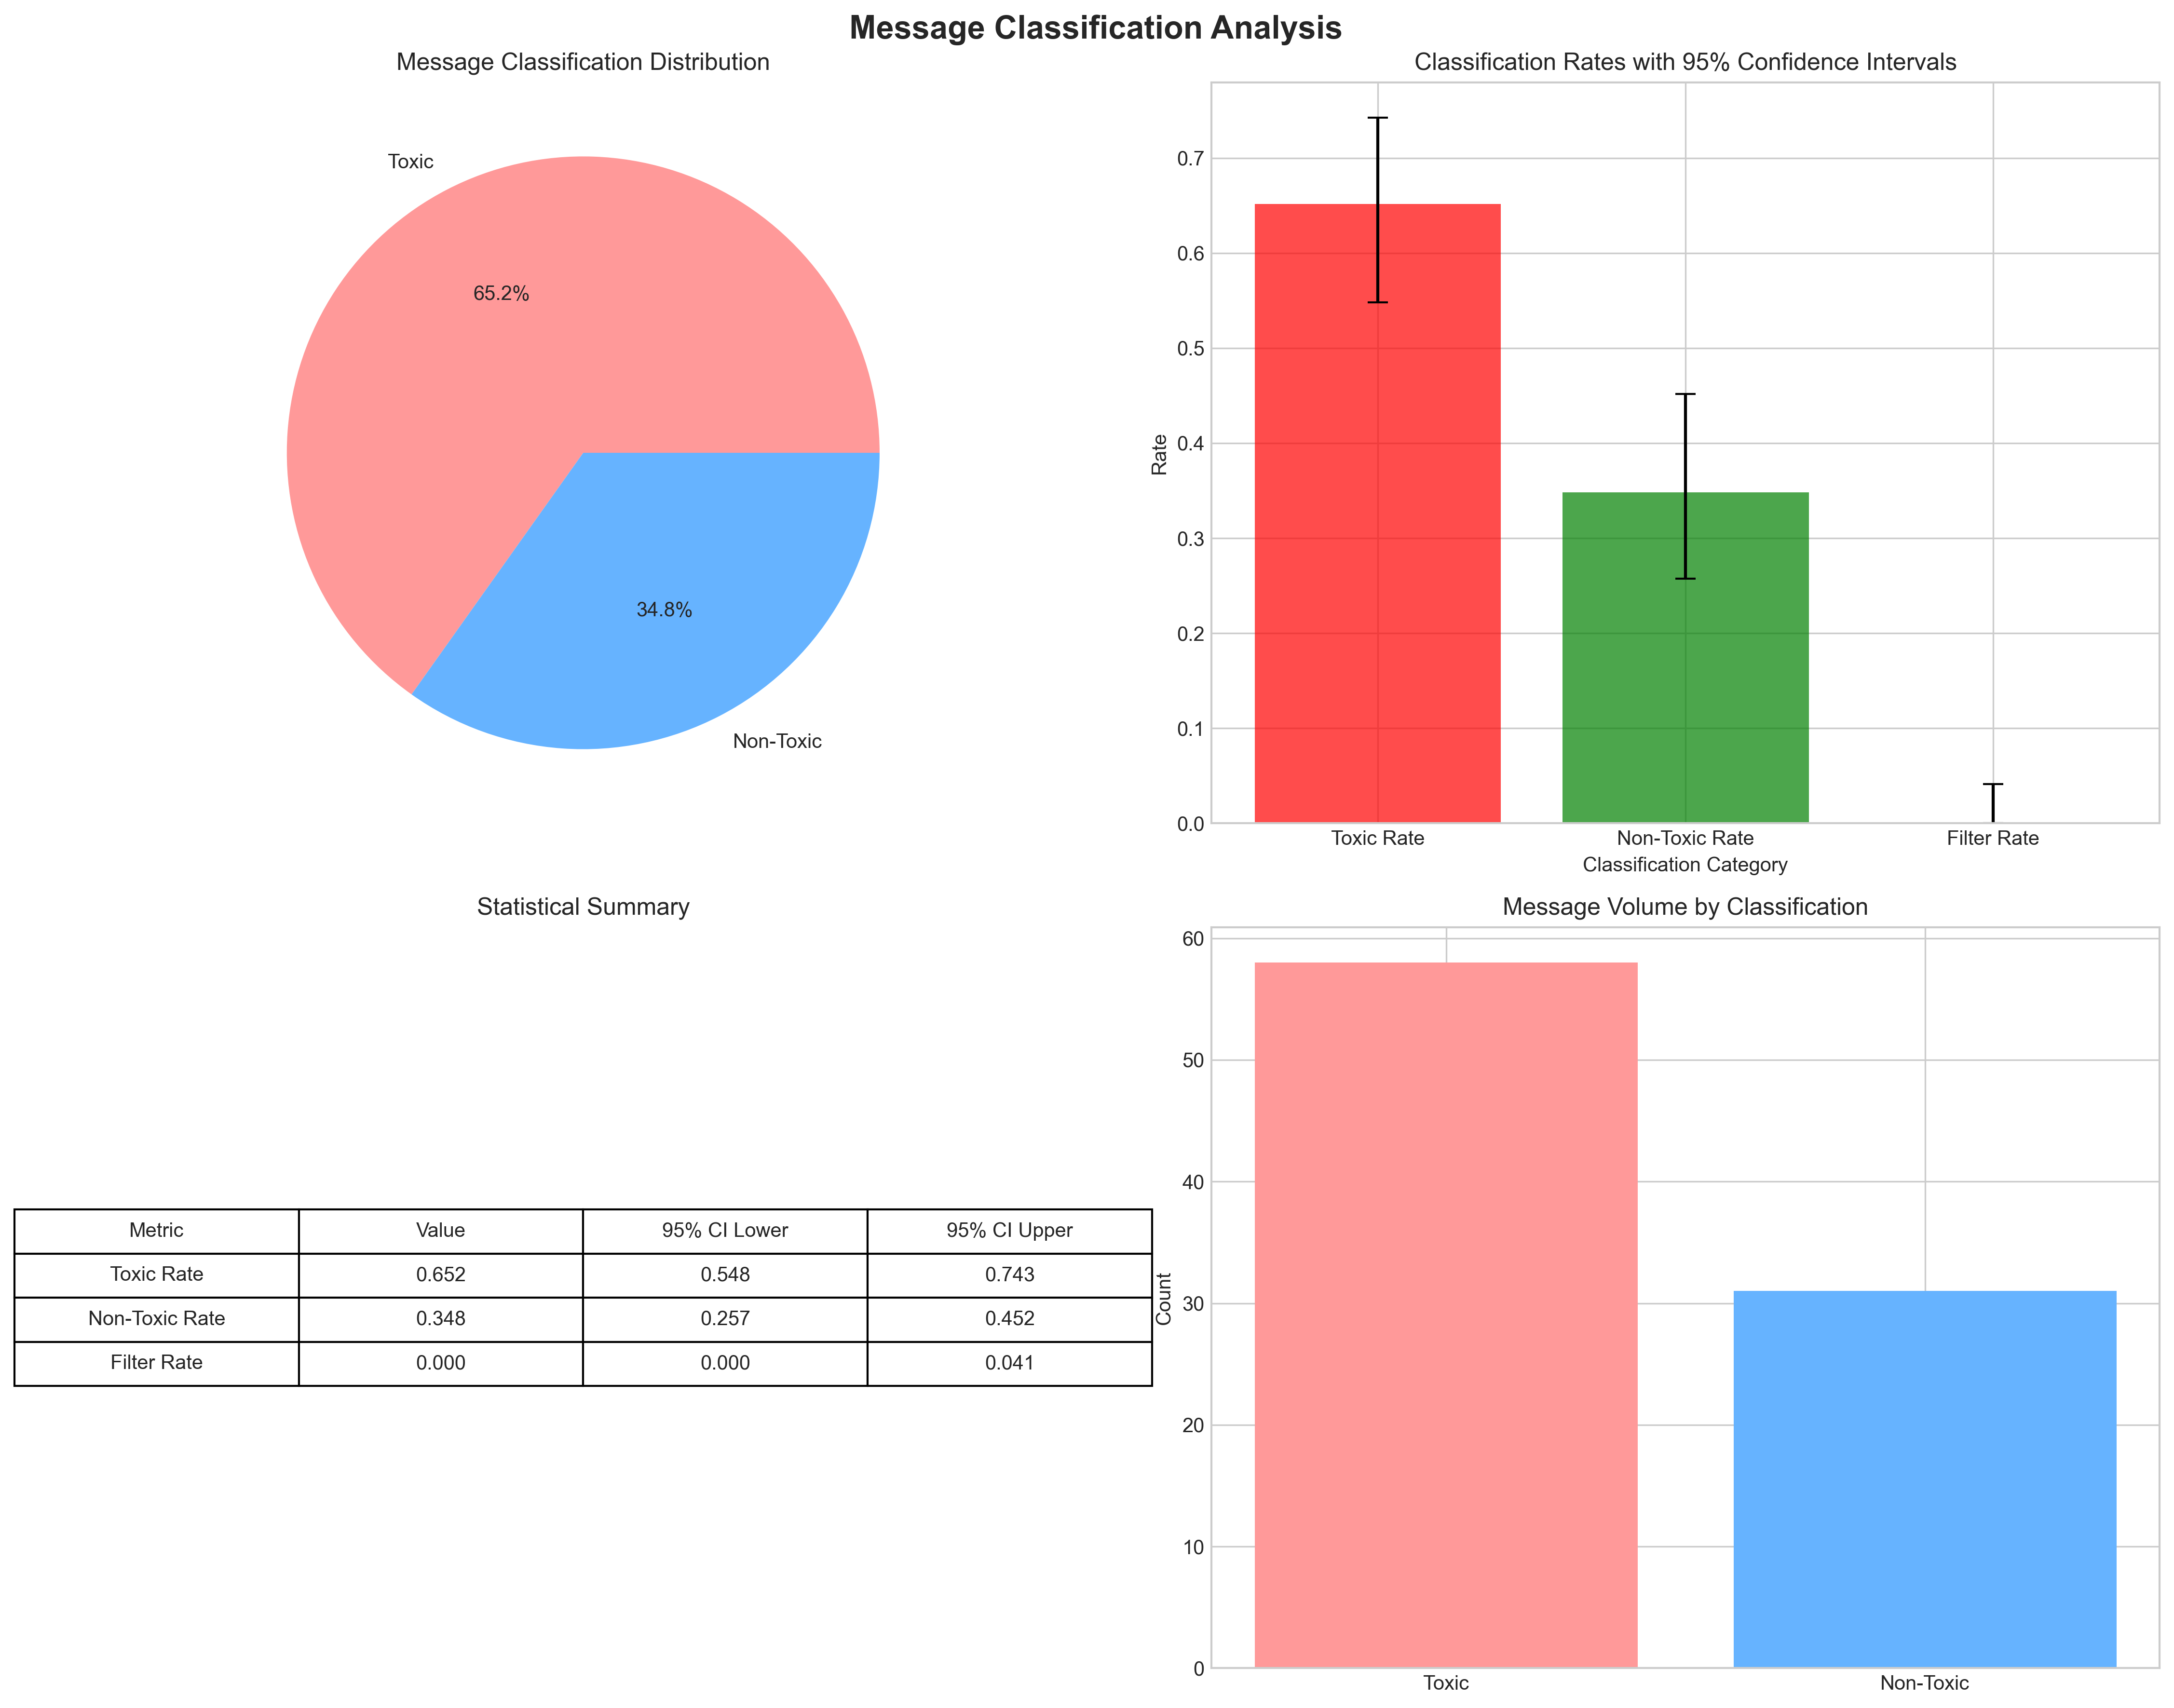 Message Classification Analysis
Message Classification Distribution
Toxic
65.2%
34.8%
Non-Toxic
Classification Rates with 95% Confidence Intervals
Rate
0.7
0.6
0.5
0.4
0.3
0.2
0.1
0.0
Toxic Rate Non-Toxic Rate Filter Rate
Classification Category
Statistical Summary
Metric Value 95% CI Lower 95% CI Upper
Toxic Rate 0.652 0.548 0.743
Non-Toxic Rate 0.348 0.257 0.452
Filter Rate 0.000 0.000 0.041
Message Volume by Classification
Count
60
50
40
30
20
10
0
Toxic Non-Toxic